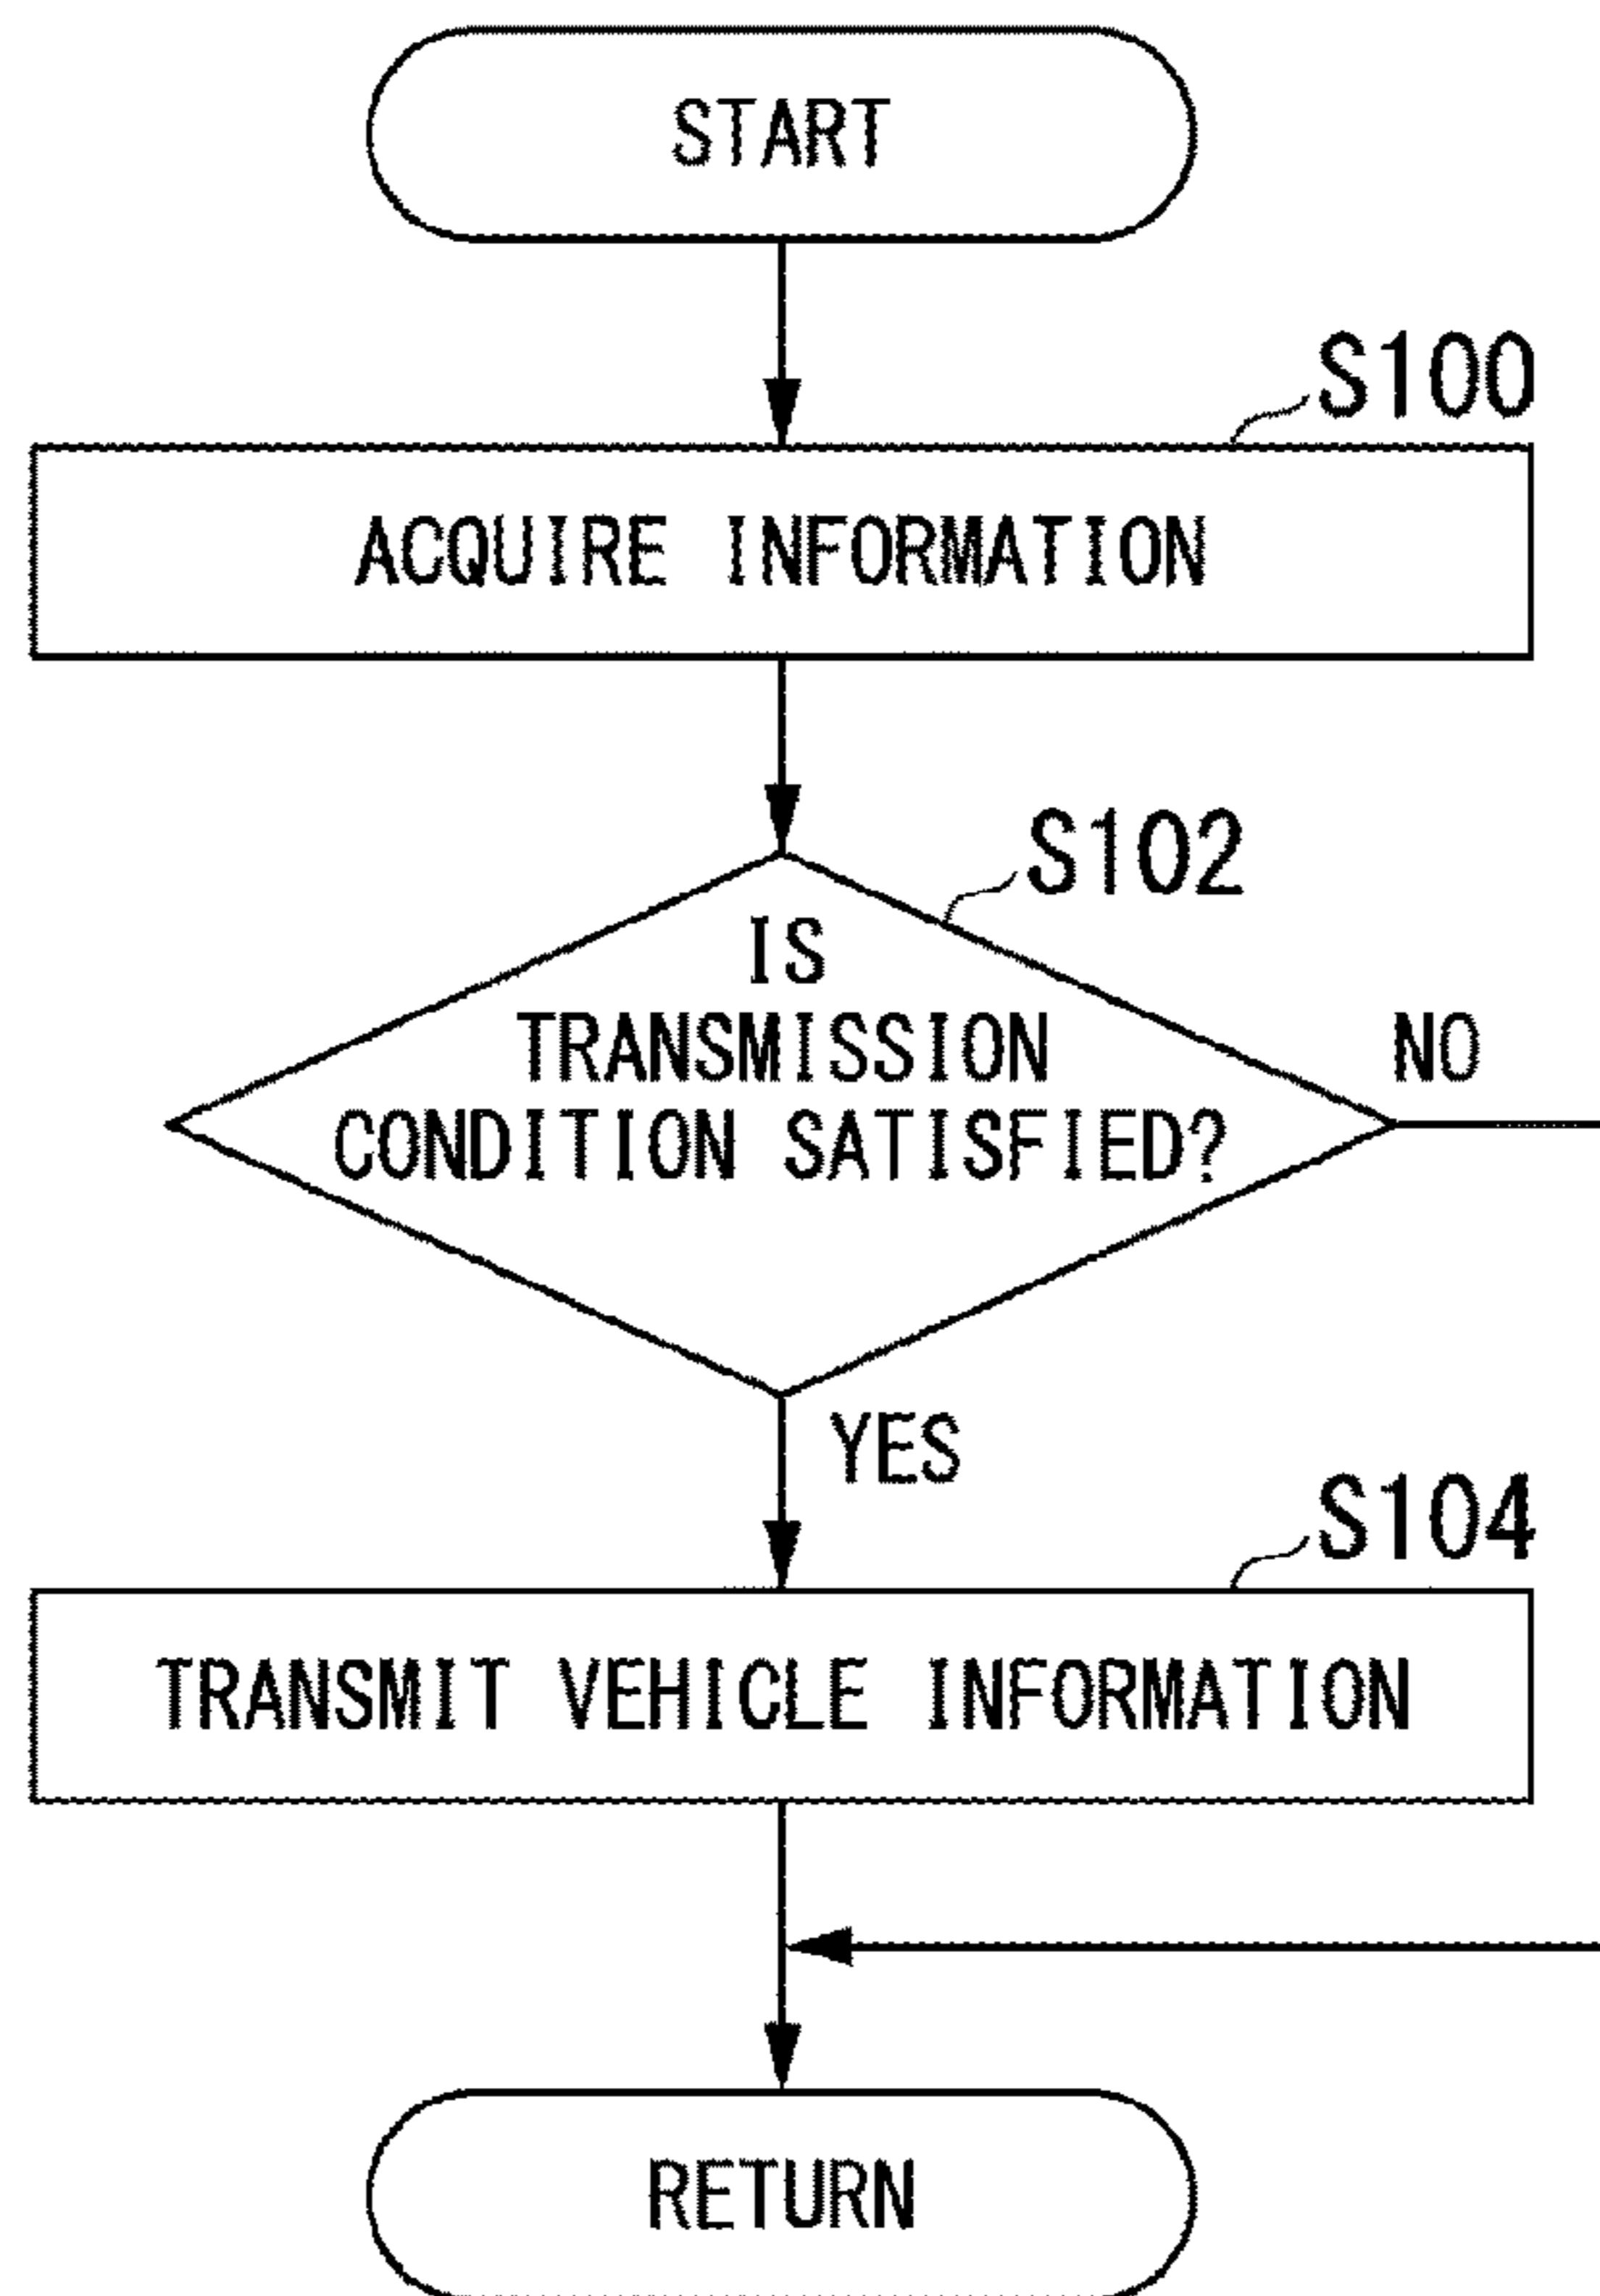 START
S100
ACQUIRE INFORMATION
S102
IS
TRANSMISSION
CONDITION SATISFIED?
NO
YES
S104
TRANSMIT VEHICLE INFORMATION
RETURN